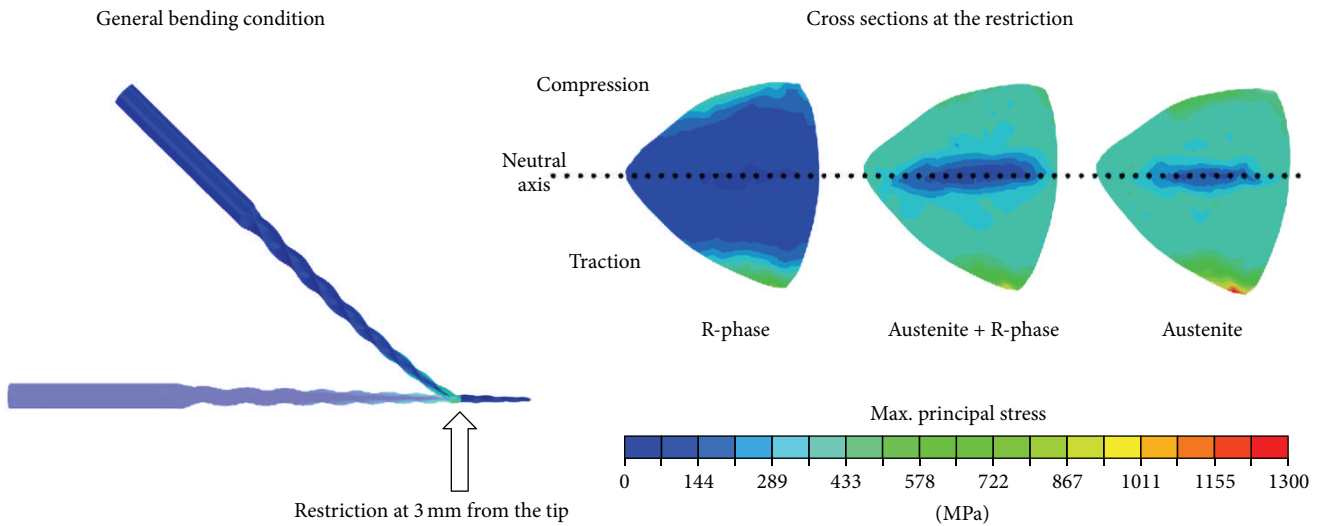 General bending condition
Cross sections at the restriction
Compression
Neutral
axis
Traction
R-phase
Austenite + R-phase
Austenite
Max. principal stress
0 144 289 433 578 722 867 1011 1155 1300
(MPa)
Restriction at 3 mm from the tip